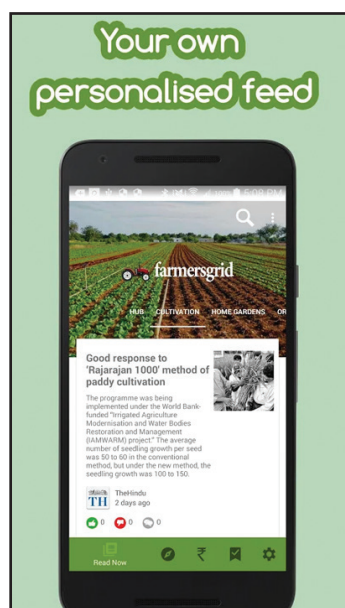 Your own
personalised feed
5:08 PM
farmersgrid
HUB CULTIVATION HOME GARDENS OR
Good response to
'Rajarajan 1000' method of
paddy cultivation
The programme was being
implemented under the World Bank-
funded "Irrigated Agriculture
Modernisation and Water Bodies
Restoration and Management
(IAMWARM) project." The average
number of seedling growth per seed
was 50 to 60 in the conventional
method, but under the new method, the
seedling growth was 100 to 150.
TH
TheHindu
2 days ago
0 0 0
₹
Read Now